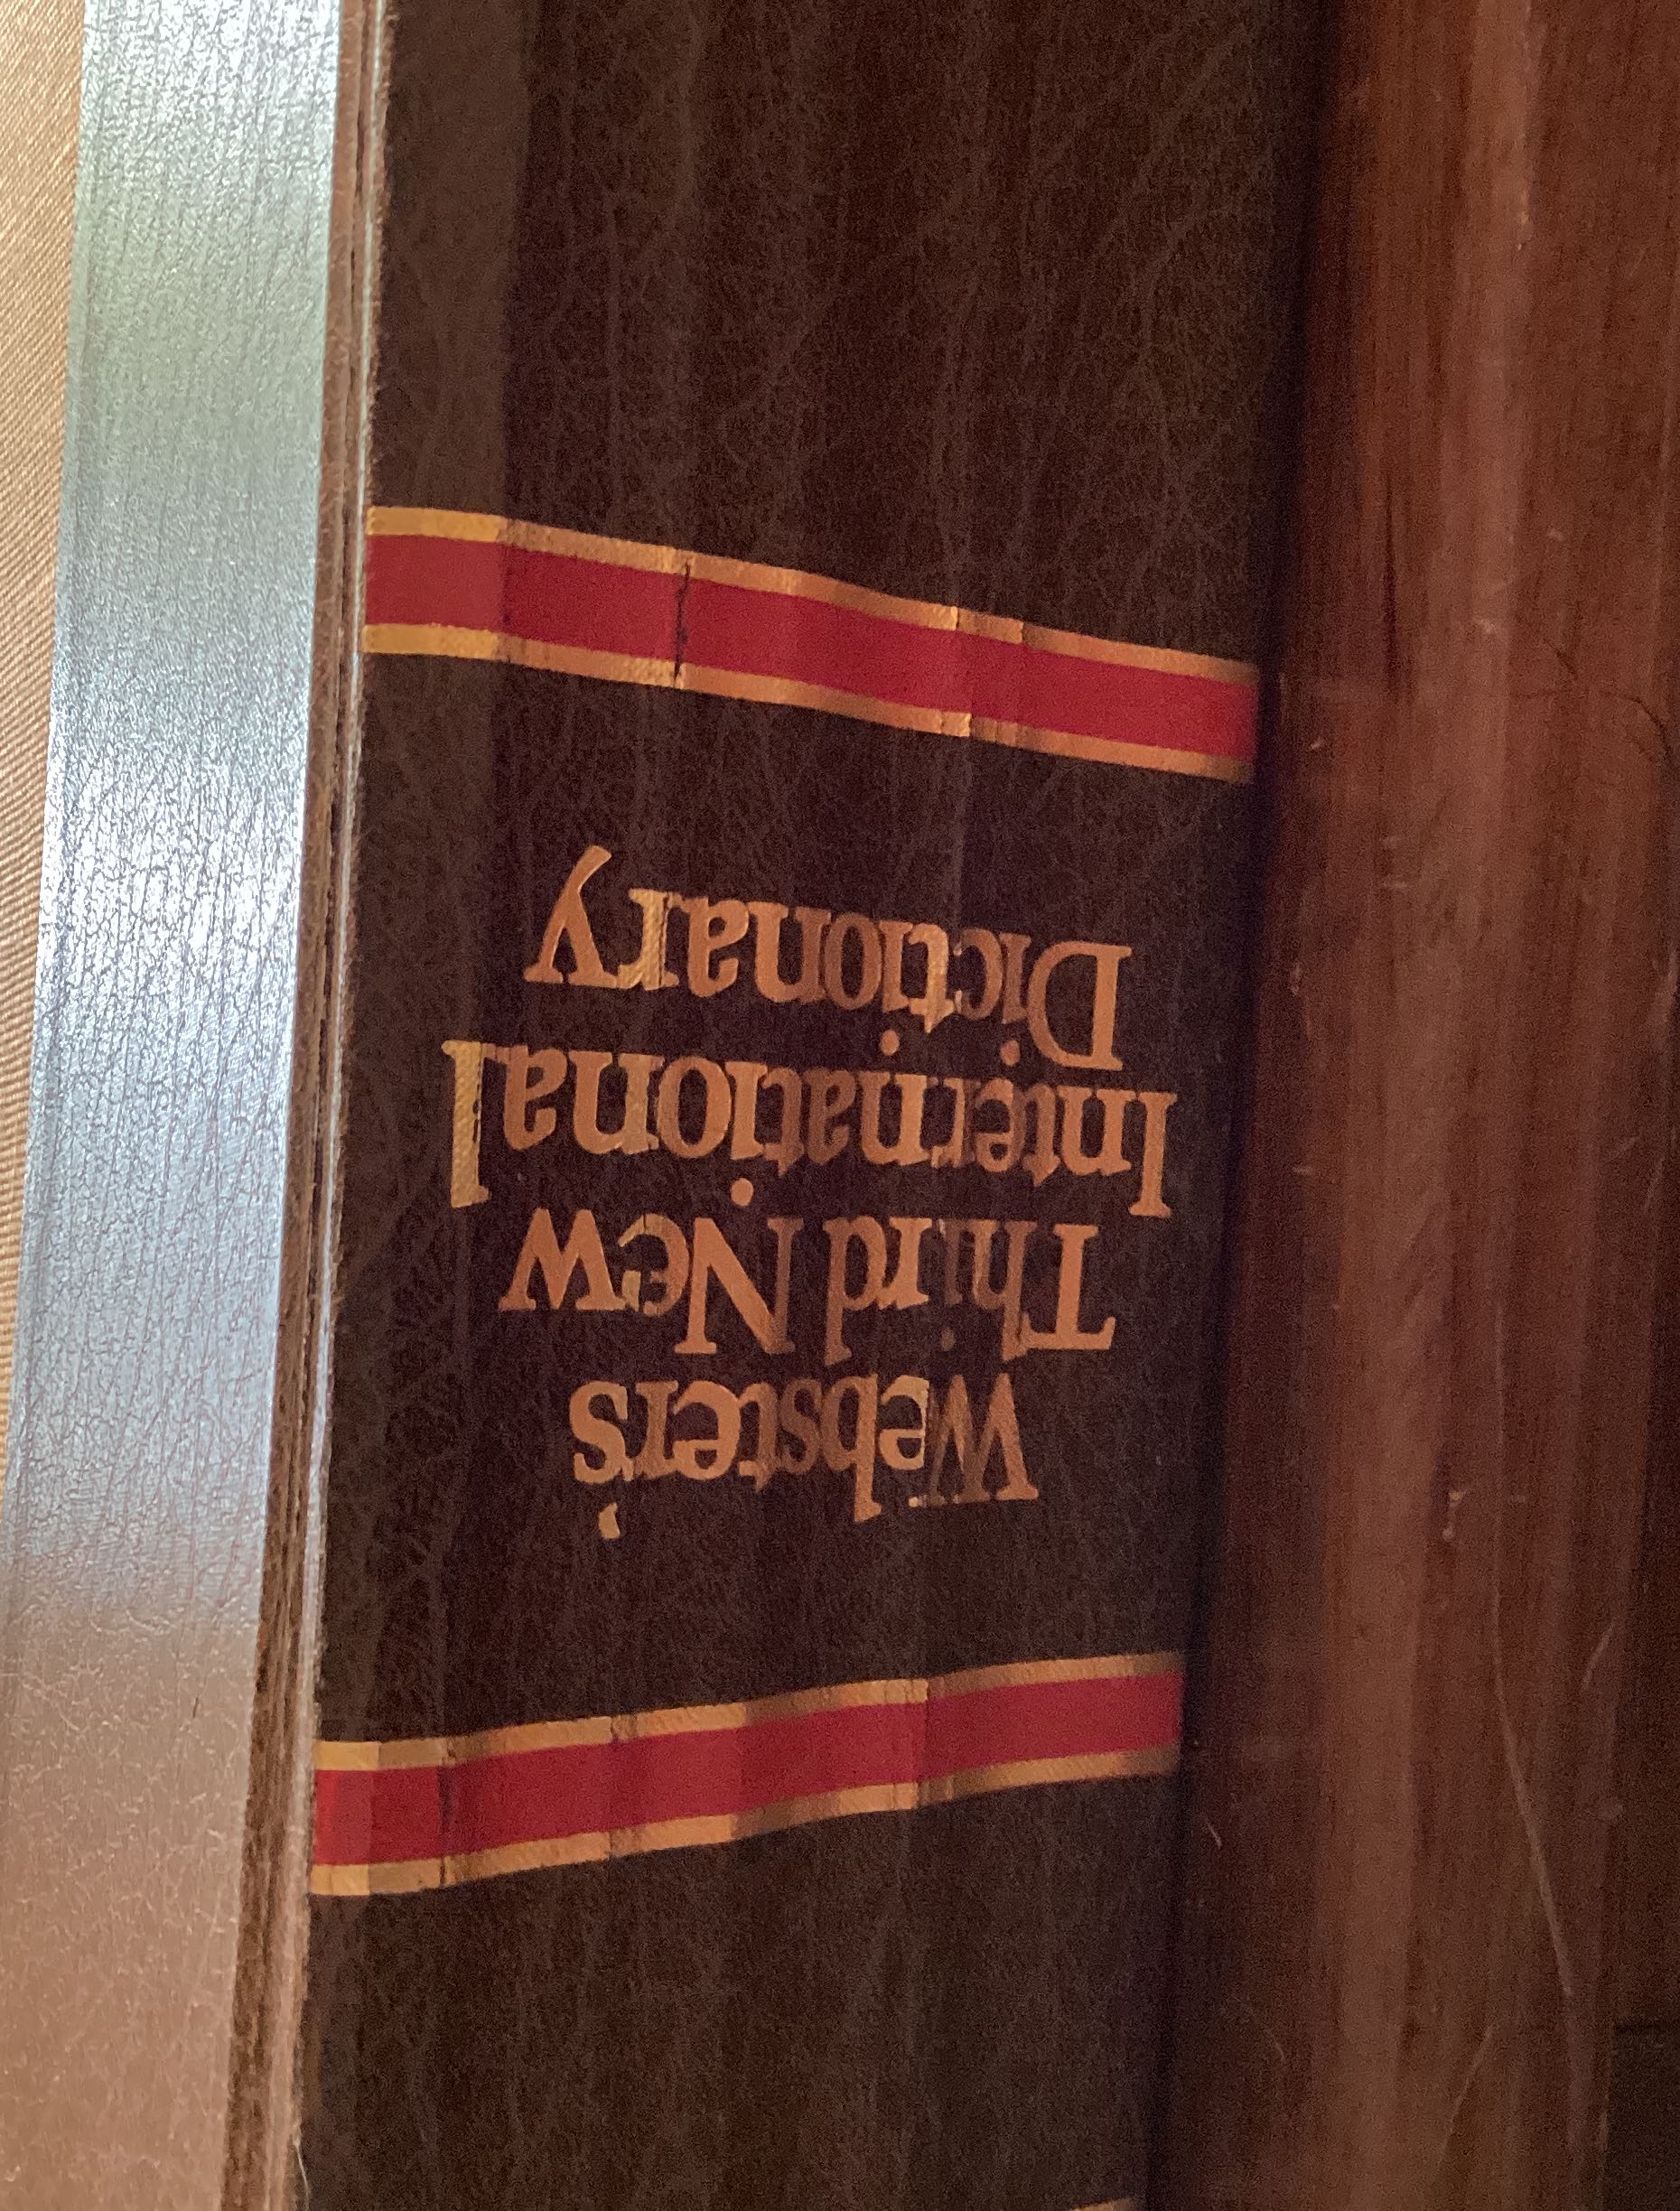 Webster's
Third New
International
Dictionary